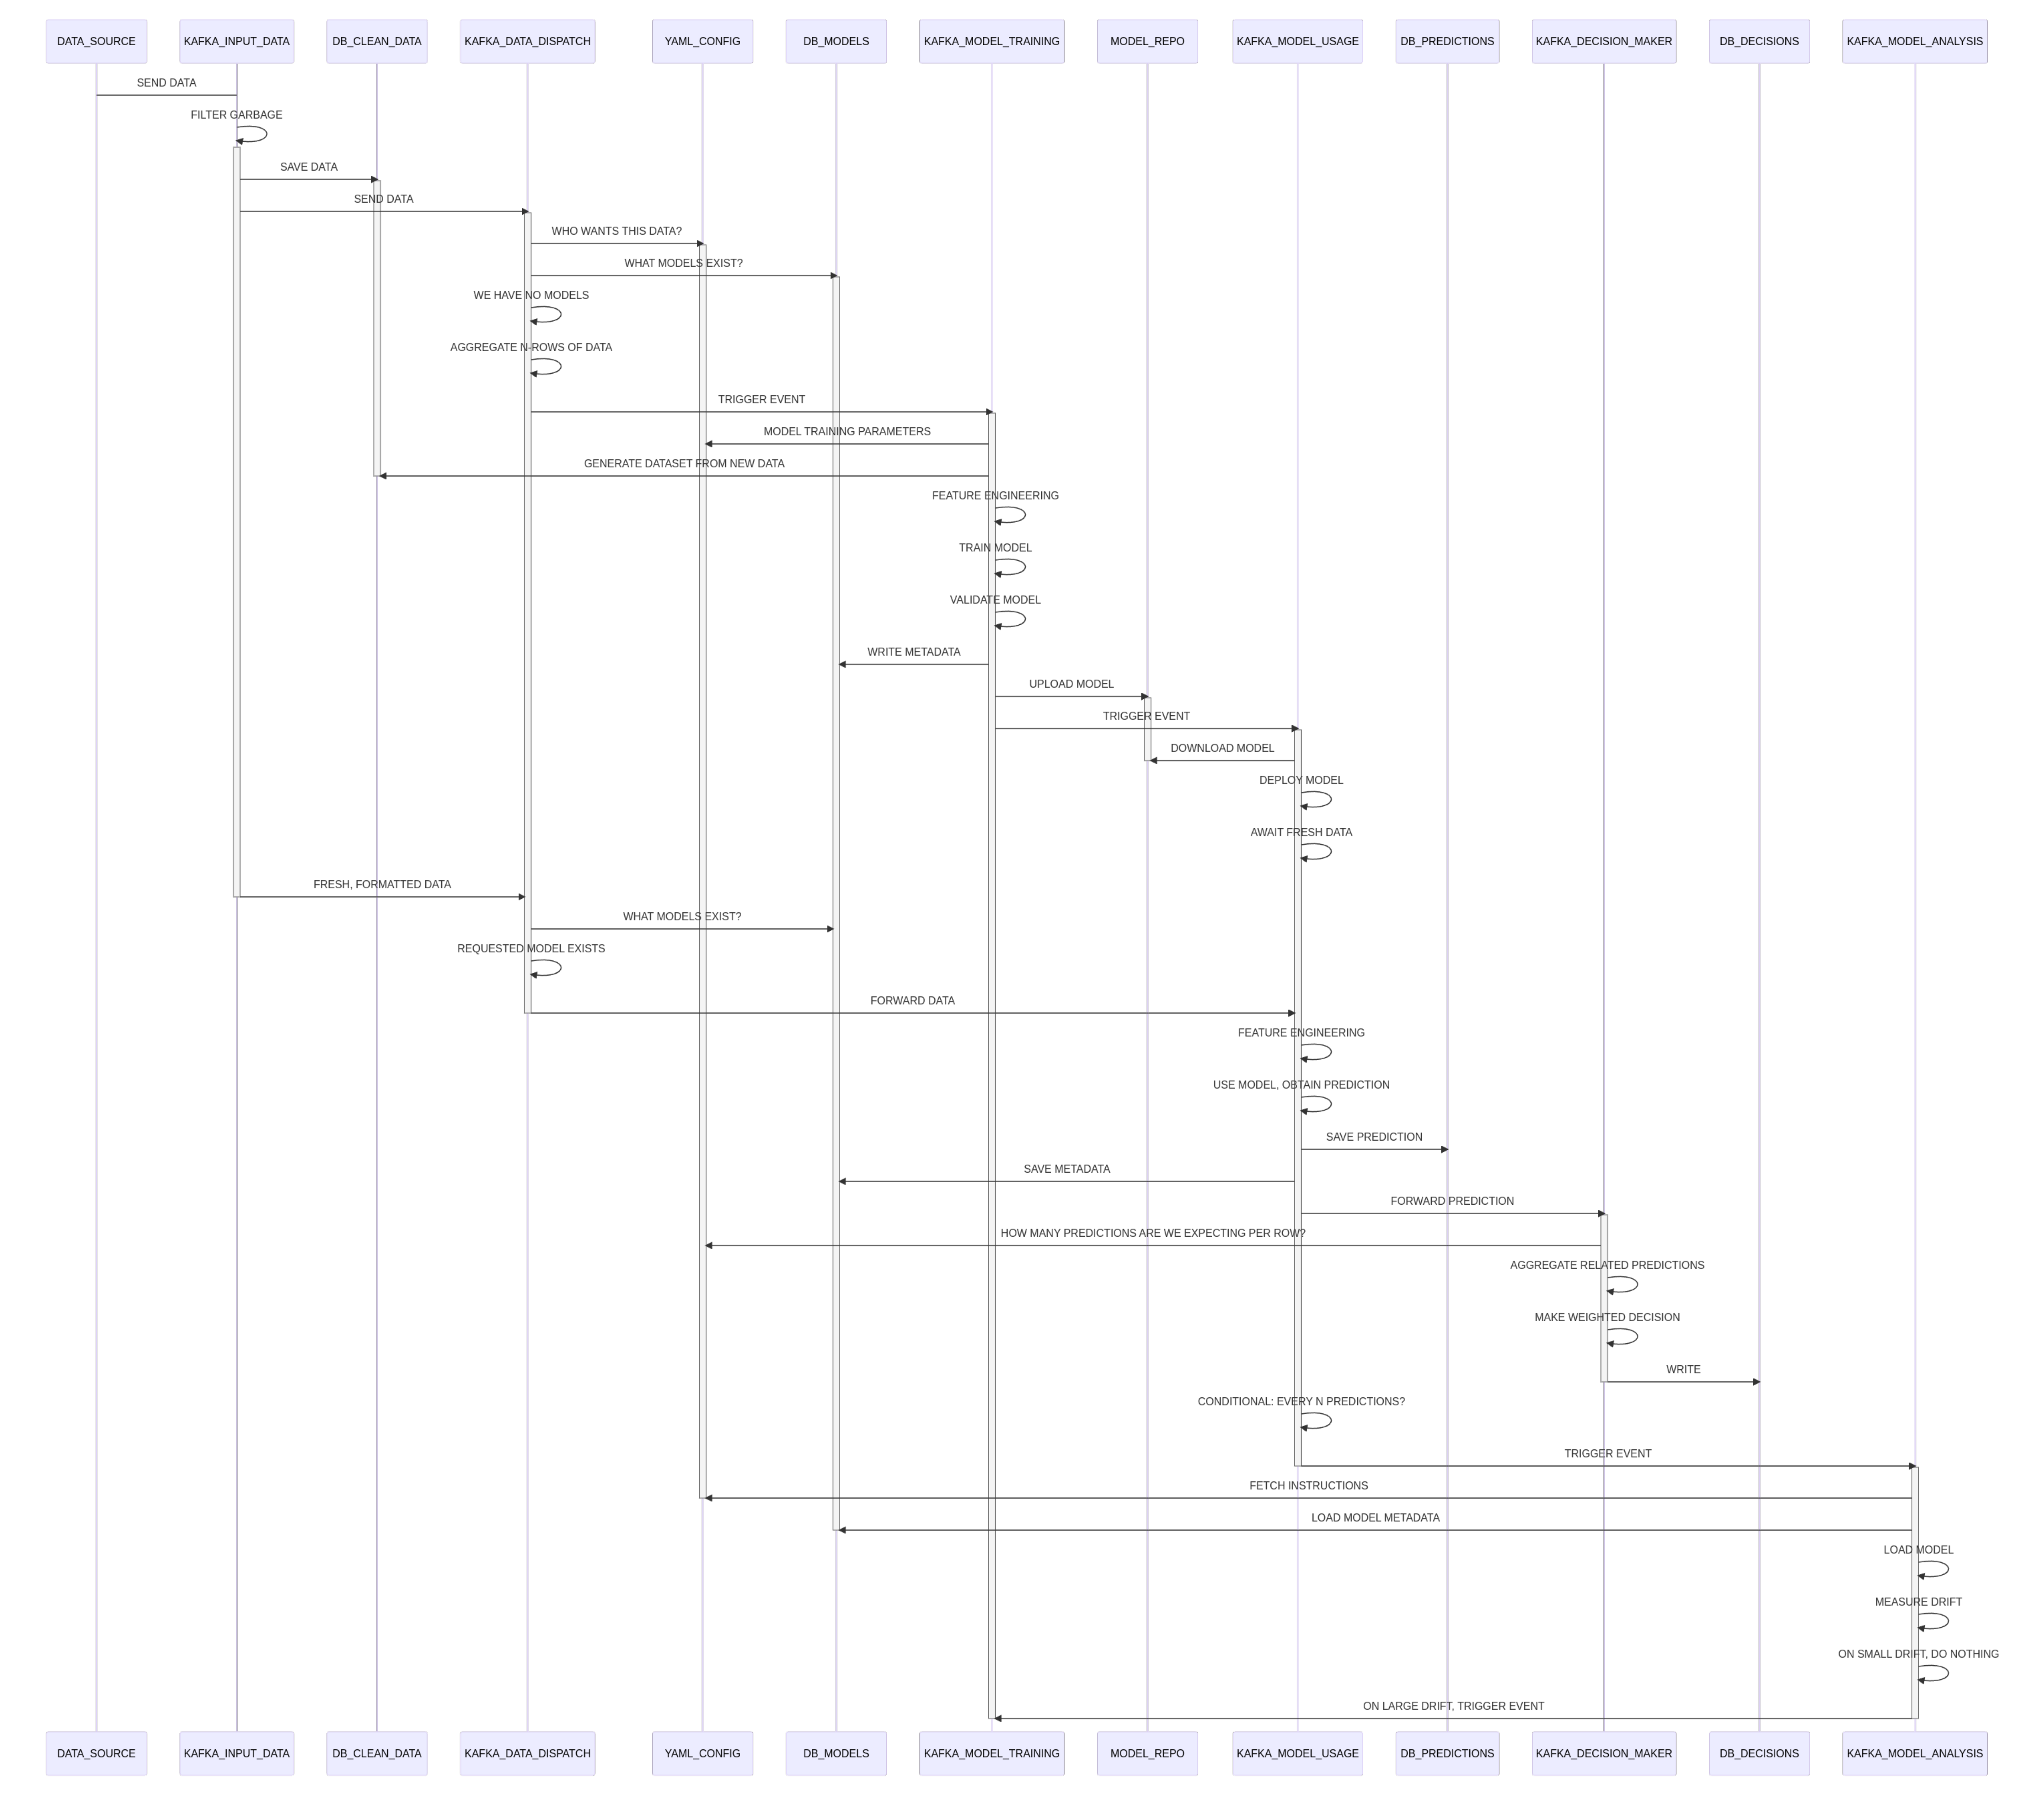 DATA_SOURCE KAFKA_INPUT_DATA DB_CLEAN_DATA KAFKA_DATA_DISPATCH YAML_CONFIG DB_MODELS KAFKA_MODEL_TRAINING MODEL_REPO KAFKA_MODEL_USAGE DB_PREDICTIONS KAFKA_DECISION_MAKER DB_DECISIONS KAFKA_MODEL_ANALYSIS
SEND DATA
FILTER GARBAGE
SAVE DATA
SEND DATA
WHO WANTS THIS DATA?
WHAT MODELS EXIST?
WE HAVE NO MODELS
AGGREGATE N-ROWS OF DATA
TRIGGER EVENT
MODEL TRAINING PARAMETERS
GENERATE DATASET FROM NEW DATA
FEATURE ENGINEERING
TRAIN MODEL
VALIDATE MODEL
WRITE METADATA
UPLOAD MODEL
TRIGGER EVENT
DOWNLOAD MODEL
DEPLOY MODEL
AWAIT FRESH DATA
FRESH, FORMATTED DATA
WHAT MODELS EXIST?
REQUESTED MODEL EXISTS
FORWARD DATA
FEATURE ENGINEERING
USE MODEL, OBTAIN PREDICTION
SAVE PREDICTION
SAVE METADATA
FORWARD PREDICTION
HOW MANY PREDICTIONS ARE WE EXPECTING PER ROW?
AGGREGATE RELATED PREDICTIONS
MAKE WEIGHTED DECISION
WRITE
CONDITIONAL: EVERY N PREDICTIONS?
TRIGGER EVENT
FETCH INSTRUCTIONS
LOAD MODEL METADATA
LOAD MODEL
MEASURE DRIFT
ON SMALL DRIFT, DO NOTHING
ON LARGE DRIFT, TRIGGER EVENT
DATA_SOURCE KAFKA_INPUT_DATA DB_CLEAN_DATA KAFKA_DATA_DISPATCH YAML_CONFIG DB_MODELS KAFKA_MODEL_TRAINING MODEL_REPO KAFKA_MODEL_USAGE DB_PREDICTIONS KAFKA_DECISION_MAKER DB_DECISIONS KAFKA_MODEL_ANALYSIS